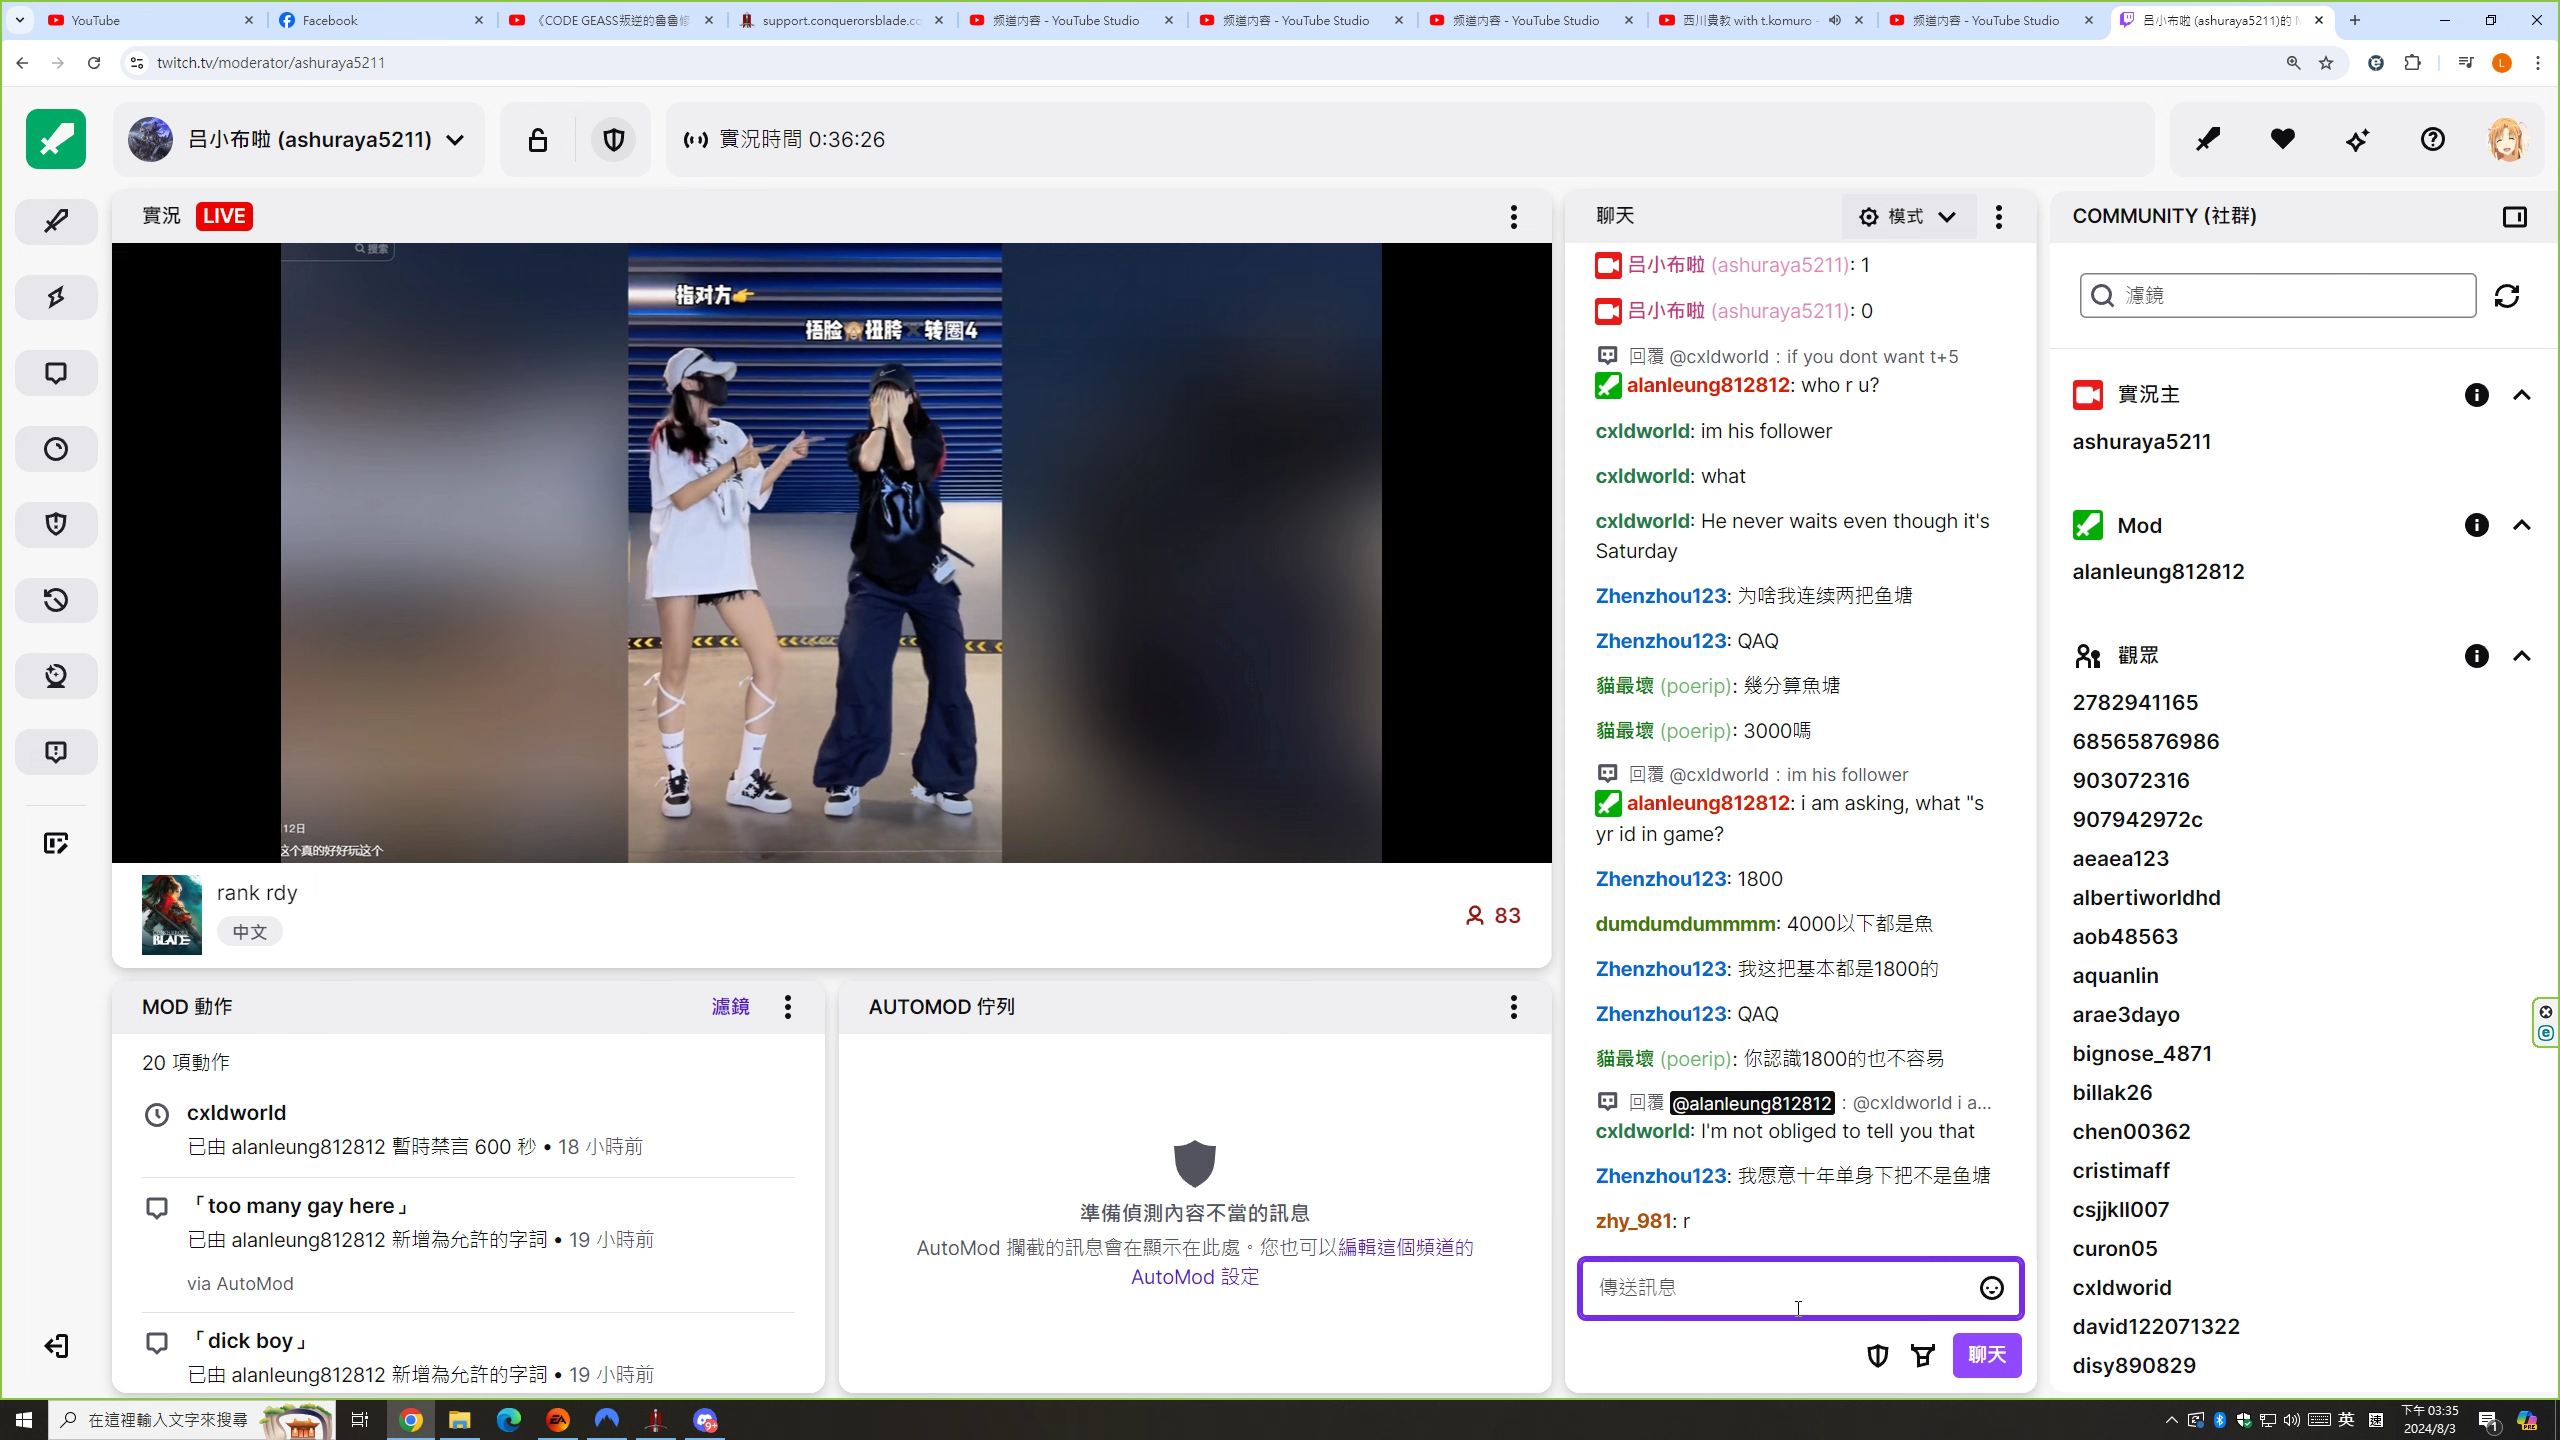 YouTube
Facebook
《CODE GEASS叛逆的魯魯修
support.conquerorsblade.co
频道内容 - YouTube Studio
频道内容 - YouTube Studio
频道内容 - YouTube Studio
西川貴教 with t.komuro -
频道内容 - YouTube Studio
呂小布啦 (ashuraya5211)的
twitch.tv/moderator/ashuraya5211
L
呂小布啦 (ashuraya5211)
實況時間 0:36:26
實況 LIVE
搜索
指对方👉
捂脸🙈扭胯✖️转圈4
12日
这个真的好好玩这个
rank rdy
中文
83
CONQUEROR'S
BLADE
MOD 動作
濾鏡
20 項動作
cxldworld
已由 alanleung812812 暫時禁言 600 秒 • 18 小時前
「too many gay here」
已由 alanleung812812 新增為允許的字詞 • 19 小時前
via AutoMod
「dick boy」
已由 alanleung812812 新增為允許的字詞 • 19 小時前
AUTOMOD 佇列
準備偵測內容不當的訊息
AutoMod 攔截的訊息會在顯示在此處。您也可以編輯這個頻道的
AutoMod 設定
聊天
模式
呂小布啦 (ashuraya5211): 1
呂小布啦 (ashuraya5211): 0
回覆 @cxldworld：if you dont want t+5
alanleung812812: who r u?
cxldworld: im his follower
cxldworld: what
cxldworld: He never waits even though it's
Saturday
Zhenzhou123: 为啥我连续两把鱼塘
Zhenzhou123: QAQ
貓最壞 (poerip): 幾分算魚塘
貓最壞 (poerip): 3000嗎
回覆 @cxldworld：im his follower
alanleung812812: i am asking, what "s
yr id in game?
Zhenzhou123: 1800
dumdumdummmm: 4000以下都是魚
Zhenzhou123: 我这把基本都是1800的
Zhenzhou123: QAQ
貓最壞 (poerip): 你認識1800的也不容易
回覆 @alanleung812812：@cxldworld i a...
cxldworld: I'm not obliged to tell you that
Zhenzhou123: 我愿意十年单身下把不是鱼塘
zhy_981: r
傳送訊息
聊天
COMMUNITY (社群)
濾鏡
實況主
ashuraya5211
Mod
alanleung812812
觀眾
2782941165
68565876986
903072316
907942972c
aeaea123
albertiworldhd
aob48563
aquanlin
arae3dayo
bignose_4871
billak26
chen00362
cristimaff
csjjkll007
curon05
cxldworid
david122071322
disy890829
在這裡輸入文字來搜尋
EA
9+
英
下午 03:35
2024/8/3
1